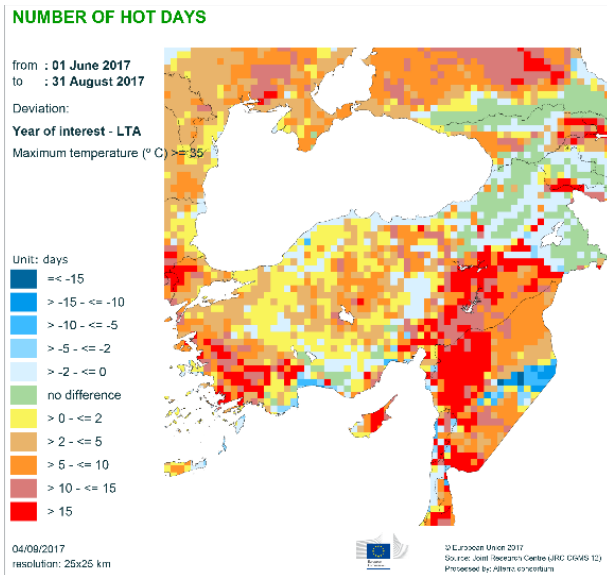 NUMBER OF HOT DAYS
from : 01 June 2017
to : 31 August 2017
Deviation:
Year of interest - LTA
Maximum temperature (º C) >= 35
Unit: days
=< -15
> -15 - <= -10
> -10 - <= -5
> -5 - <= -2
> -2 - <= 0
no difference
> 0 - <= 2
> 2 - <= 5
> 5 - <= 10
> 10 - <= 15
> 15
04/09/2017
resolution: 25x25 km
European
Commission
© European Union 2017
Source: Joint Research Centre (JRC CGMS 12)
Processed by: Alterra consortium